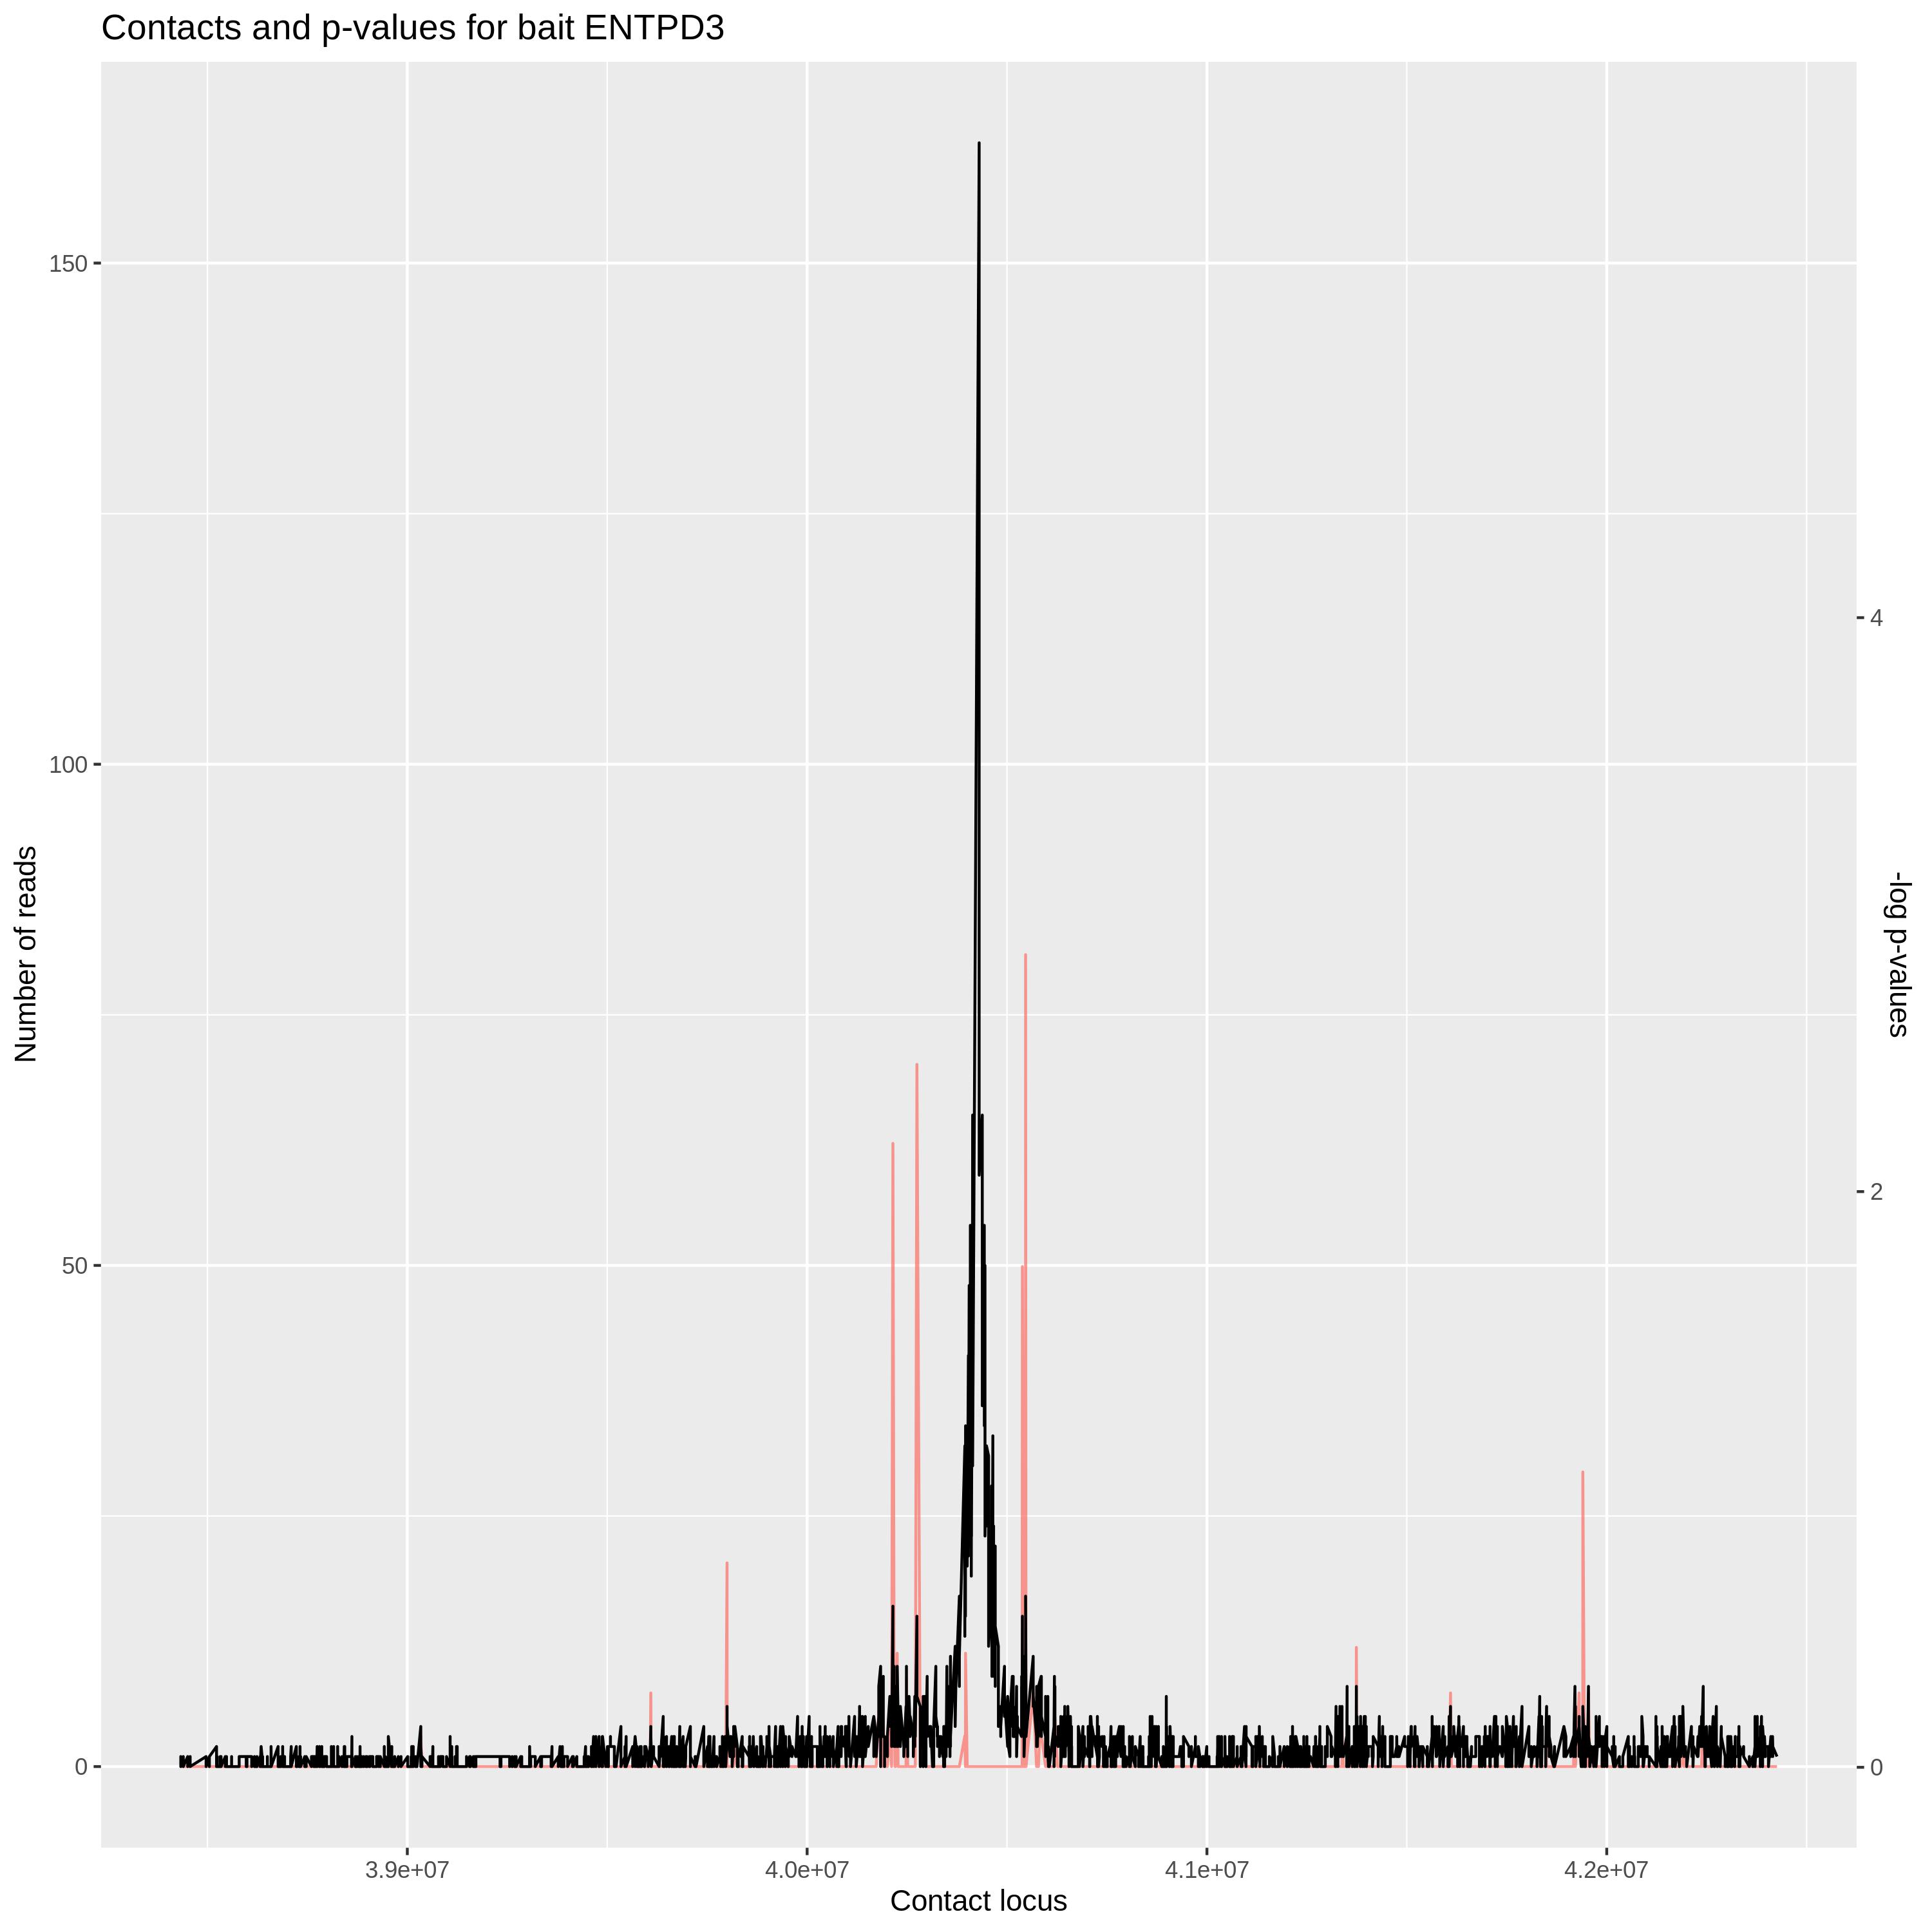 Contacts and p-values for bait ENTPD3
150
100
50
0
Number of reads
4
2
0
-log p-values
3.9e+07
4.0e+07
4.1e+07
4.2e+07
Contact locus